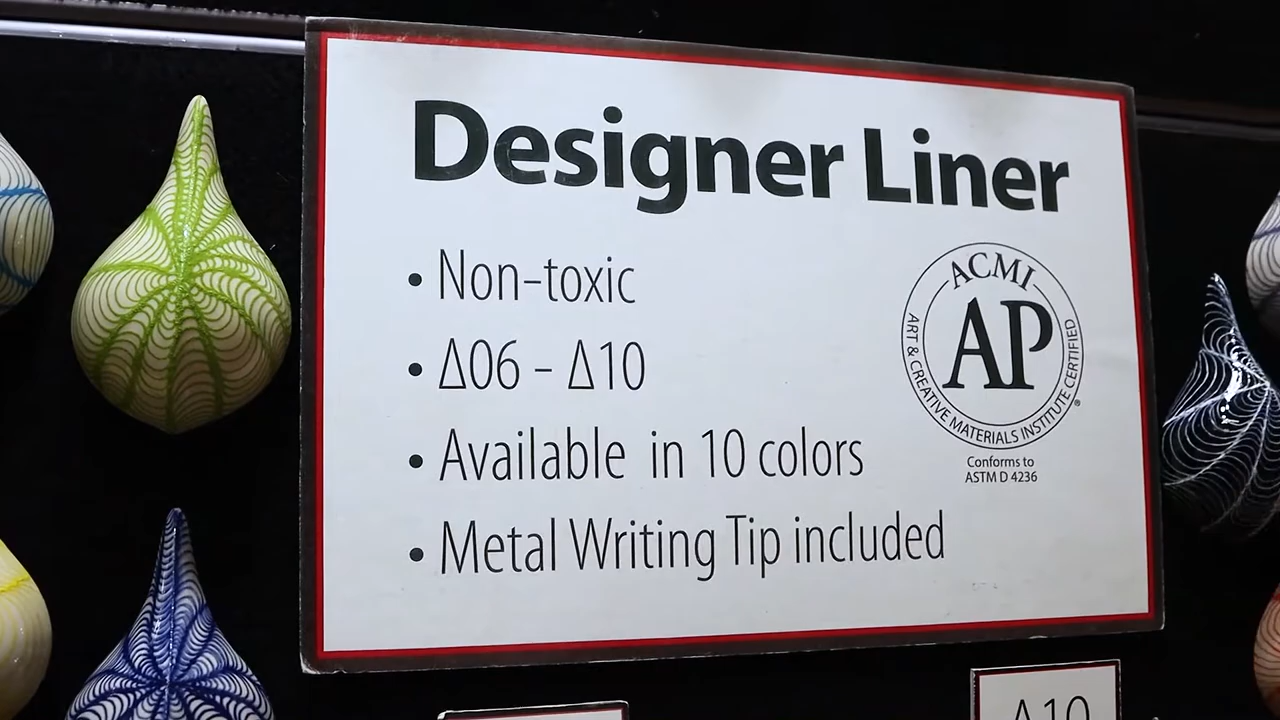 Designer Liner
• Non-toxic
• Δ06 - Δ10
• Available in 10 colors
• Metal Writing Tip included
ACMI
AP
ART & CREATIVE MATERIALS INSTITUTE CERTIFIED
®
Conforms to
ASTM D 4236
Δ10